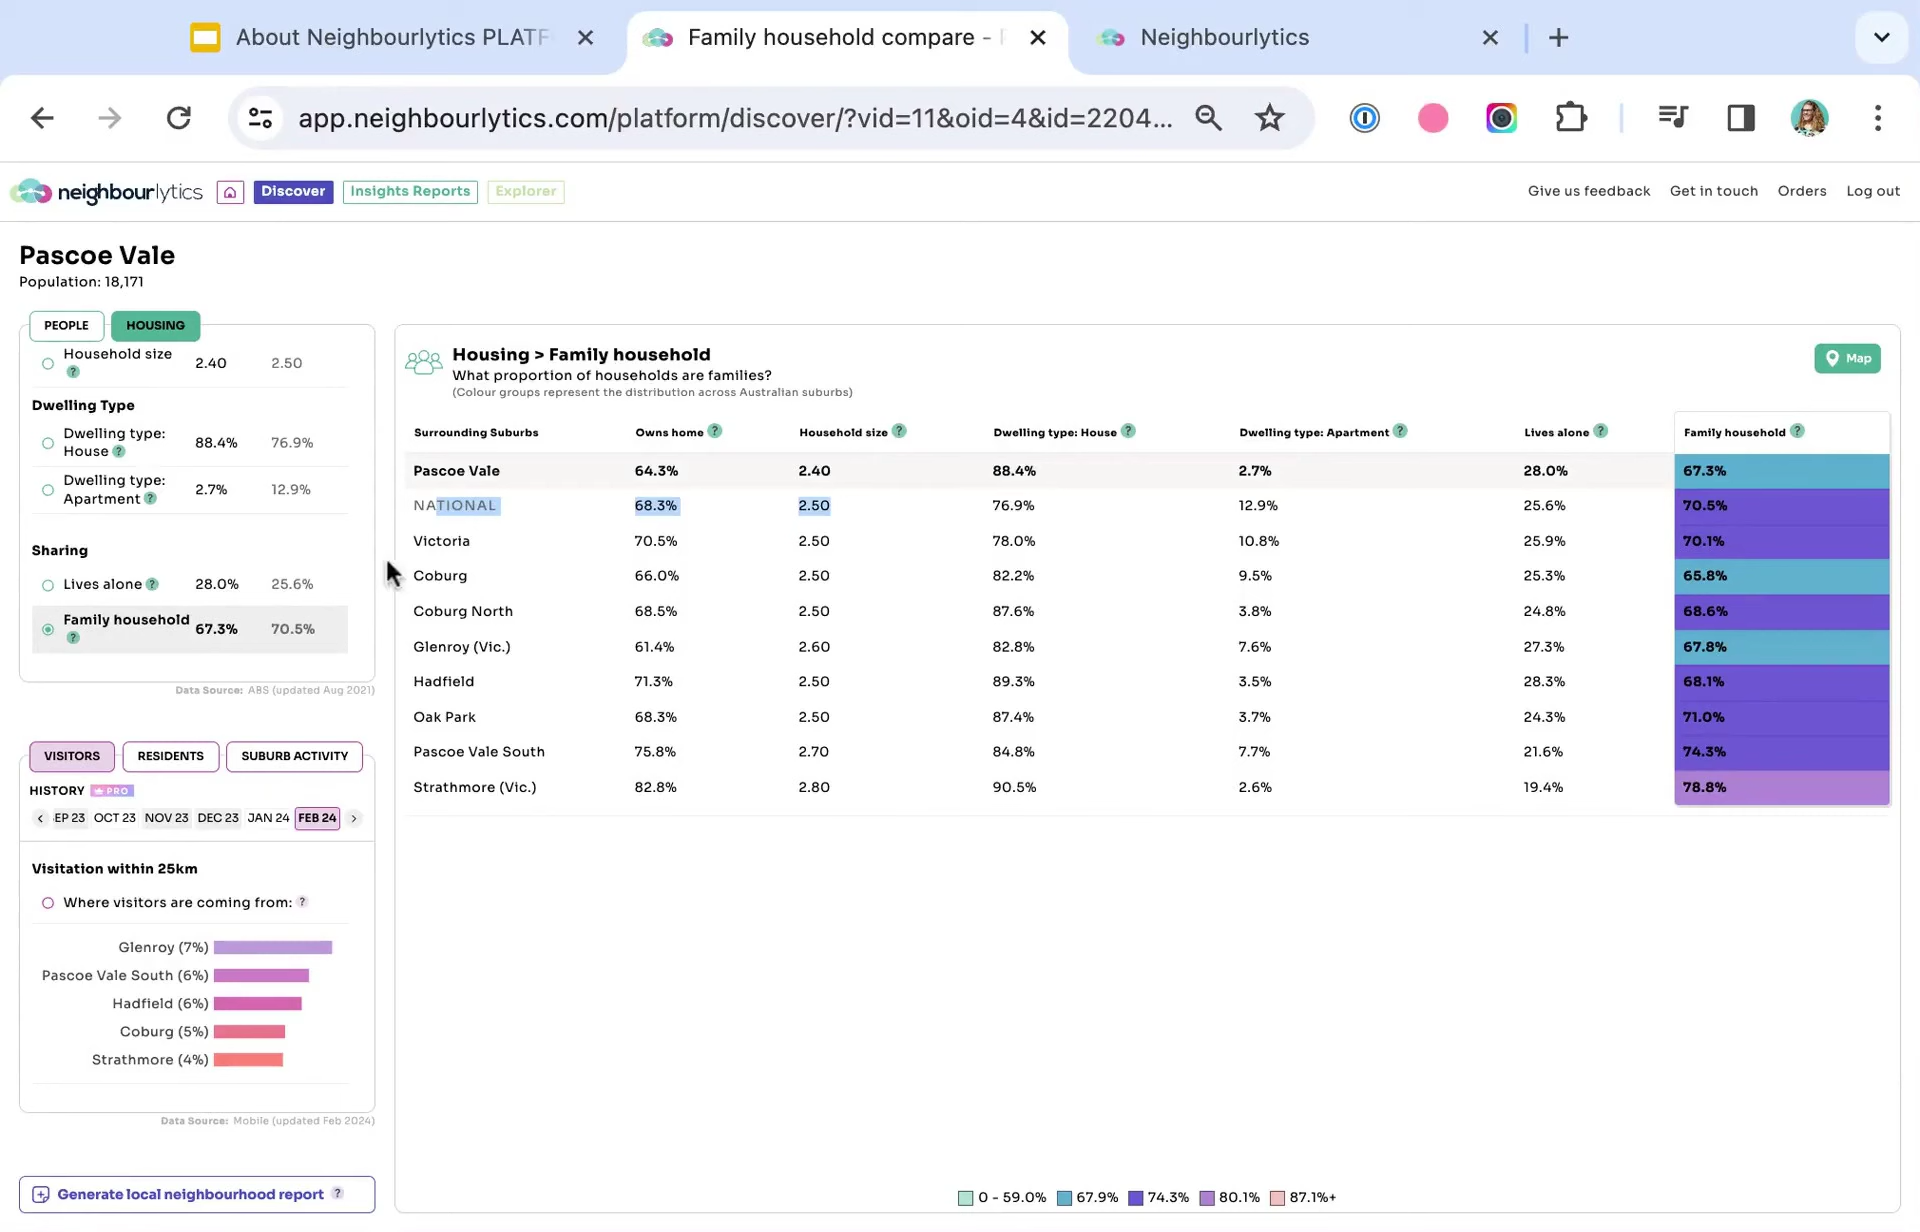 About Neighbourlytics PLATF
Family household compare -
Neighbourlytics
app.neighbourlytics.com/platform/discover/?vid=11&oid=4&id=2204...
neighbourlytics
Discover
Insights Reports
Explorer
Give us feedback
Get in touch
Orders
Log out
Pascoe Vale
Population: 18,171
PEOPLE
HOUSING
Household size ? 2.40 2.50
Dwelling Type
Dwelling type: House ? 88.4% 76.9%
Dwelling type: Apartment ? 2.7% 12.9%
Sharing
Lives alone ? 28.0% 25.6%
Family household ? 67.3% 70.5%
Data Source: ABS (updated Aug 2021)
VISITORS
RESIDENTS
SUBURB ACTIVITY
HISTORY PRO
EP 23 OCT 23 NOV 23 DEC 23 JAN 24 FEB 24
Visitation within 25km
Where visitors are coming from: ?
Glenroy (7%)
Pascoe Vale South (6%)
Hadfield (6%)
Coburg (5%)
Strathmore (4%)
Data Source: Mobile (updated Feb 2024)
Generate local neighbourhood report ?
Housing > Family household
What proportion of households are families?
(Colour groups represent the distribution across Australian suburbs)
Map
Surrounding Suburbs Owns home ? Household size ? Dwelling type: House ? Dwelling type: Apartment ? Lives alone ? Family household ?
Pascoe Vale 64.3% 2.40 88.4% 2.7% 28.0% 67.3%
NATIONAL 68.3% 2.50 76.9% 12.9% 25.6% 70.5%
Victoria 70.5% 2.50 78.0% 10.8% 25.9% 70.1%
Coburg 66.0% 2.50 82.2% 9.5% 25.3% 65.8%
Coburg North 68.5% 2.50 87.6% 3.8% 24.8% 68.6%
Glenroy (Vic.) 61.4% 2.60 82.8% 7.6% 27.3% 67.8%
Hadfield 71.3% 2.50 89.3% 3.5% 28.3% 68.1%
Oak Park 68.3% 2.50 87.4% 3.7% 24.3% 71.0%
Pascoe Vale South 75.8% 2.70 84.8% 7.7% 21.6% 74.3%
Strathmore (Vic.) 82.8% 2.80 90.5% 2.6% 19.4% 78.8%
0 - 59.0% 67.9% 74.3% 80.1% 87.1%+